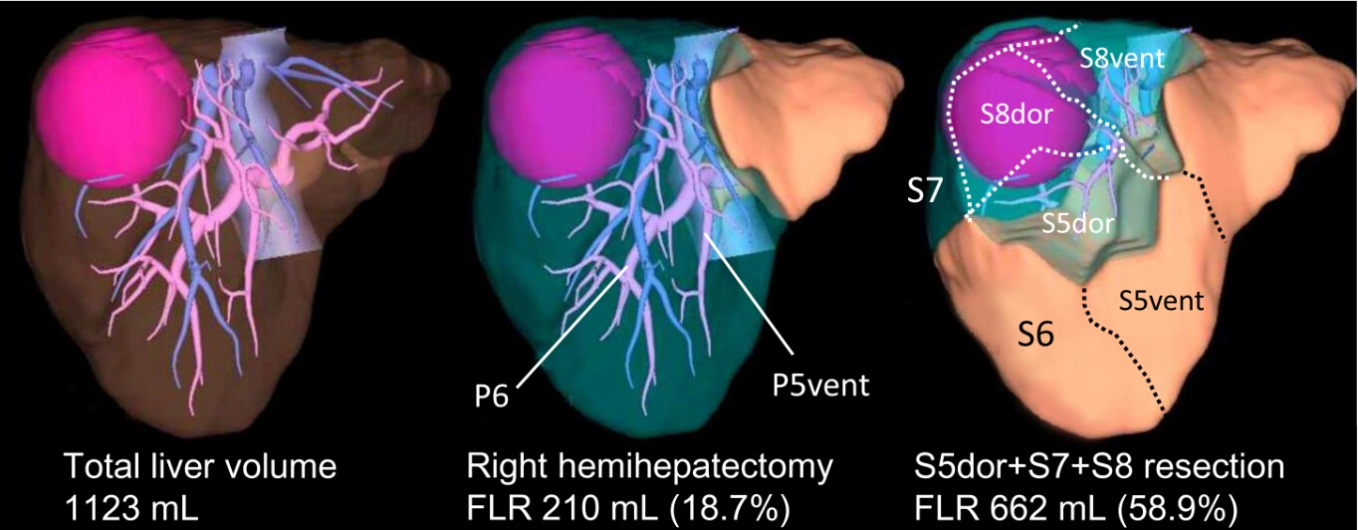 P6
P5vent
S8vent
S8dor
S7
S5dor
S5vent
S6
Total liver volume
1123 mL
Right hemihepatectomy
FLR 210 mL (18.7%)
S5dor+S7+S8 resection
FLR 662 mL (58.9%)